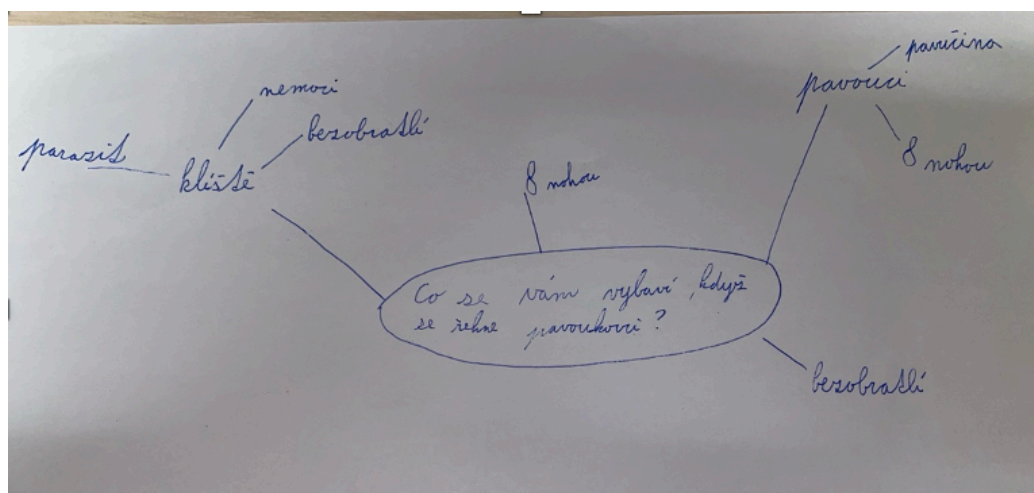 pavučina
pavouci
8 nohou
nemoci
bezobratlí
parazit
klíště
8 nohou
Co se vám vybaví, když
se řekne pavoukovci?
bezobratlí